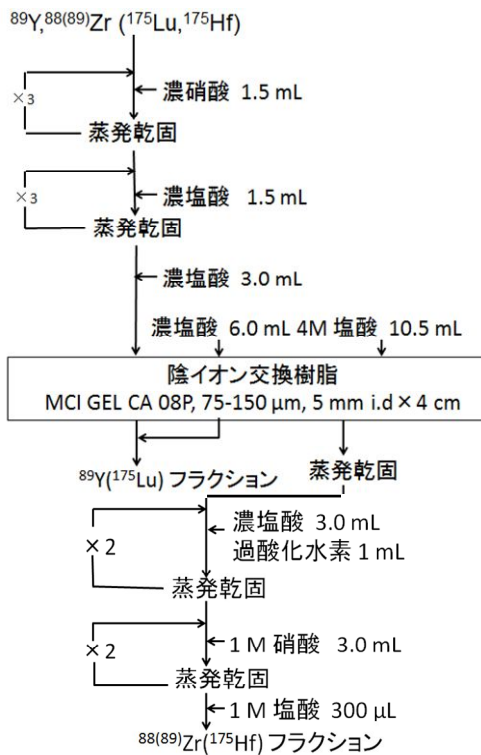 ⁸⁹Y,⁸⁸⁽⁸⁹⁾Zr (¹⁷⁵Lu,¹⁷⁵Hf)
×3
濃硝酸 1.5 mL
蒸発乾固
×3
濃塩酸 1.5 mL
蒸発乾固
濃塩酸 3.0 mL
濃塩酸 6.0 mL 4M 塩酸 10.5 mL
陰イオン交換樹脂
MCI GEL CA 08P, 75-150 μm, 5 mm i.d × 4 cm
⁸⁹Y(¹⁷⁵Lu) フラクション
蒸発乾固
濃塩酸 3.0 mL
過酸化水素 1 mL
× 2
蒸発乾固
× 2
1 M 硝酸 3.0 mL
蒸発乾固
1 M 塩酸 300 μL
⁸⁸⁽⁸⁹⁾Zr(¹⁷⁵Hf) フラクション